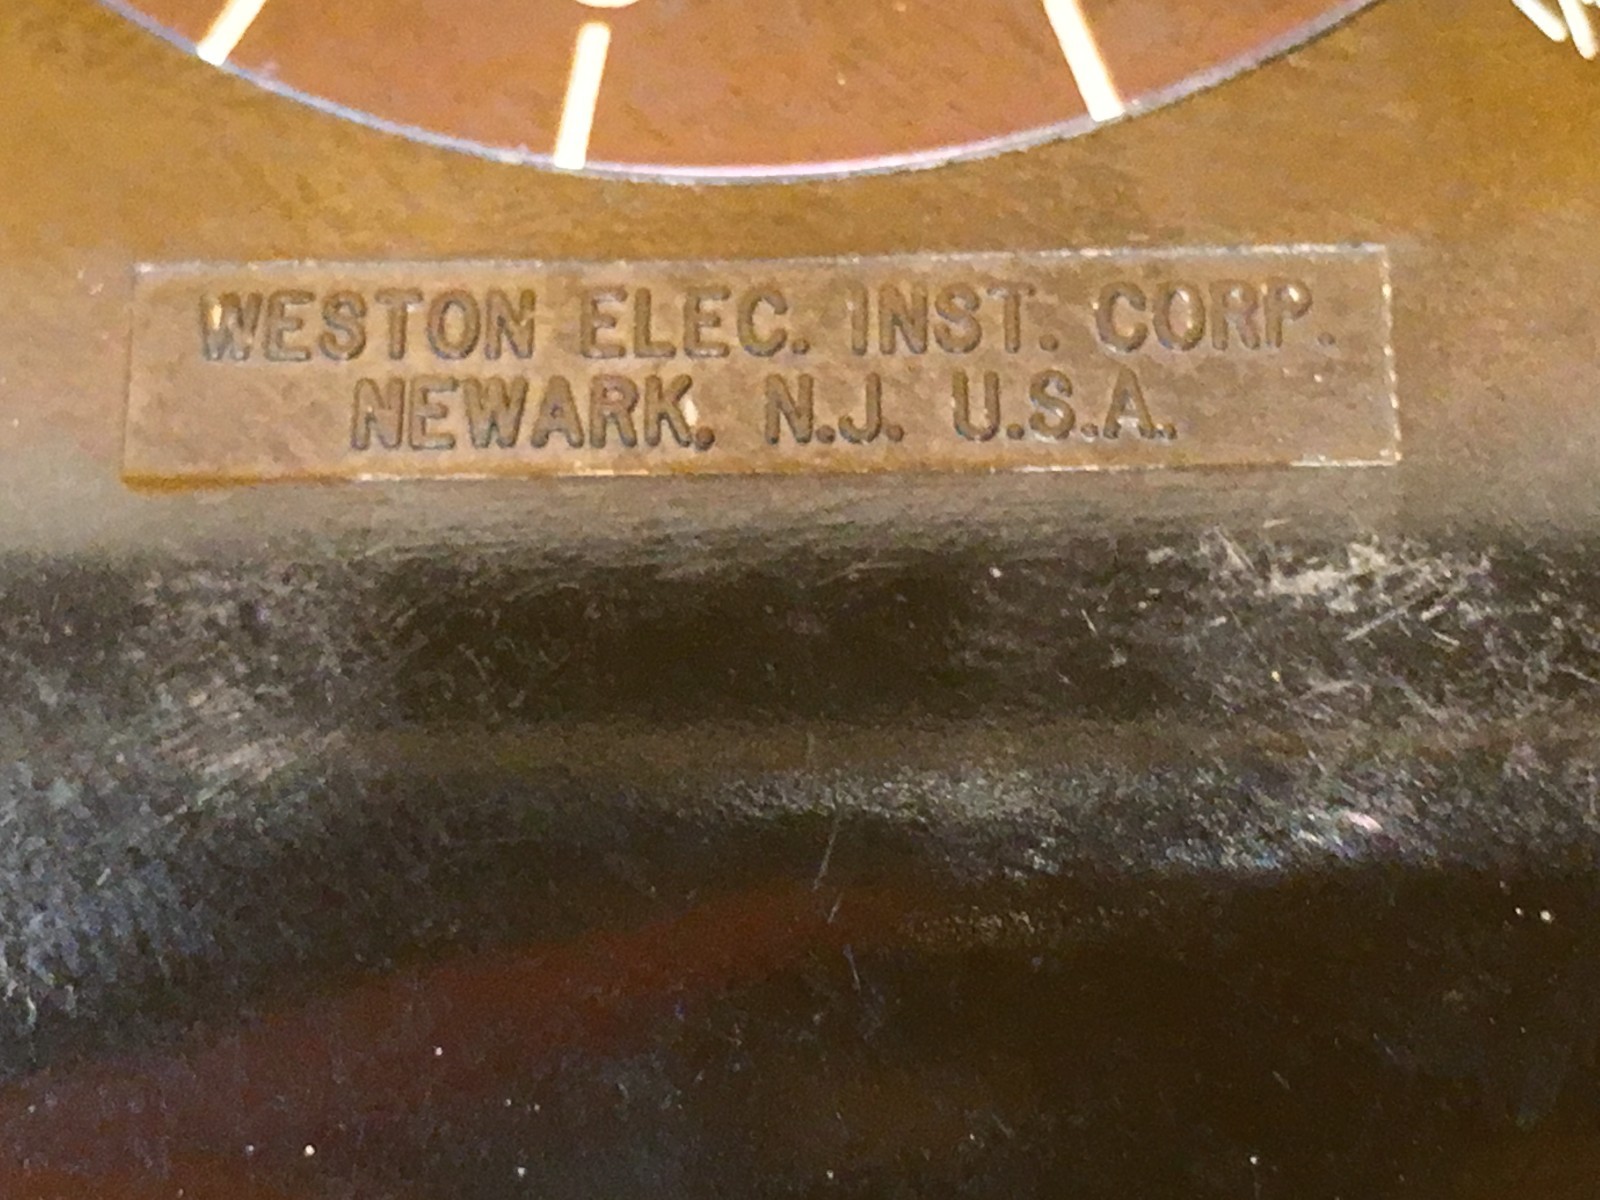 WESTON ELEC. INST. CORP.
NEWARK, N.J. U.S.A.